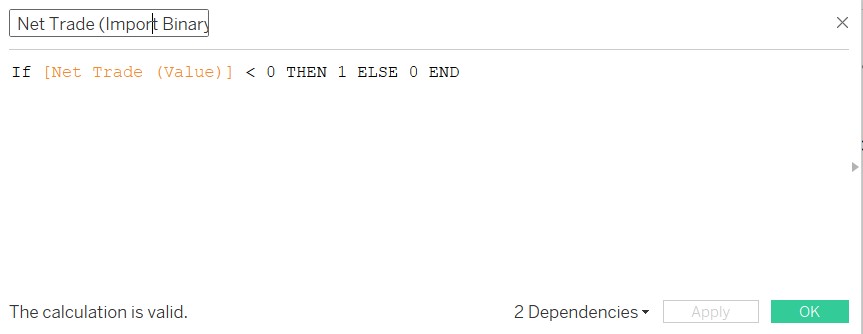 Net Trade (Import Binary
If [Net Trade (Value)] < 0 THEN 1 ELSE 0 END
The calculation is valid.
2 Dependencies
Apply
OK